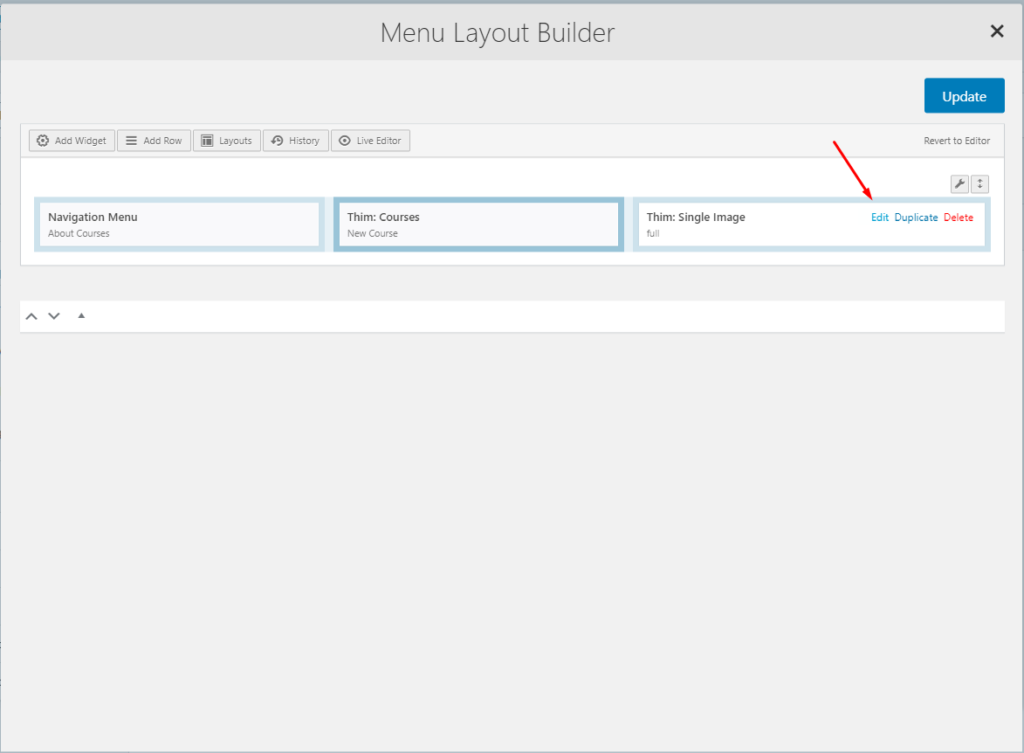 Menu Layout Builder
Update
Add Widget Add Row Layouts History Live Editor Revert to Editor
Navigation Menu Thim: Courses Thim: Single Image Edit Duplicate Delete
About Courses New Course full